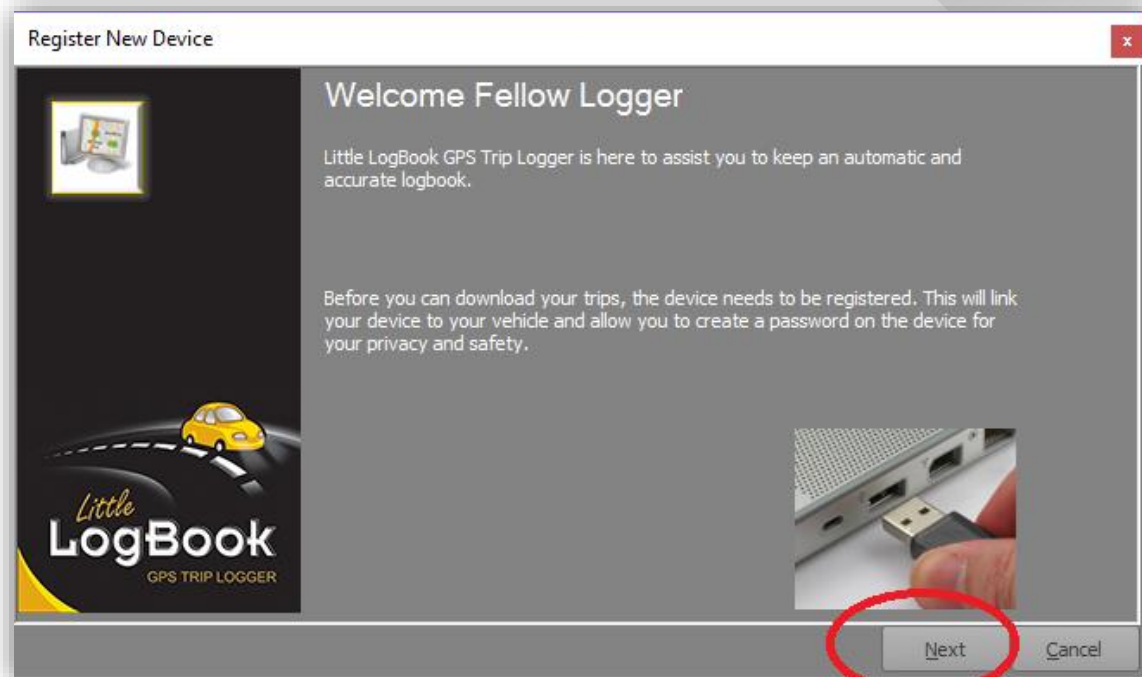 Register New Device
x
Welcome Fellow Logger
Little LogBook GPS Trip Logger is here to assist you to keep an automatic and
accurate logbook.
Before you can download your trips, the device needs to be registered. This will link
your device to your vehicle and allow you to create a password on the device for
your privacy and safety.
Little
LogBook
GPS TRIP LOGGER
Next
Cancel